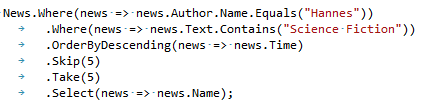 News.Where(news => news.Author.Name.Equals("Hannes"))
.Where(news => news.Text.Contains("Science Fiction"))
.OrderByDescending(news => news.Time)
.Skip(5)
.Take(5)
.Select(news => news.Name);